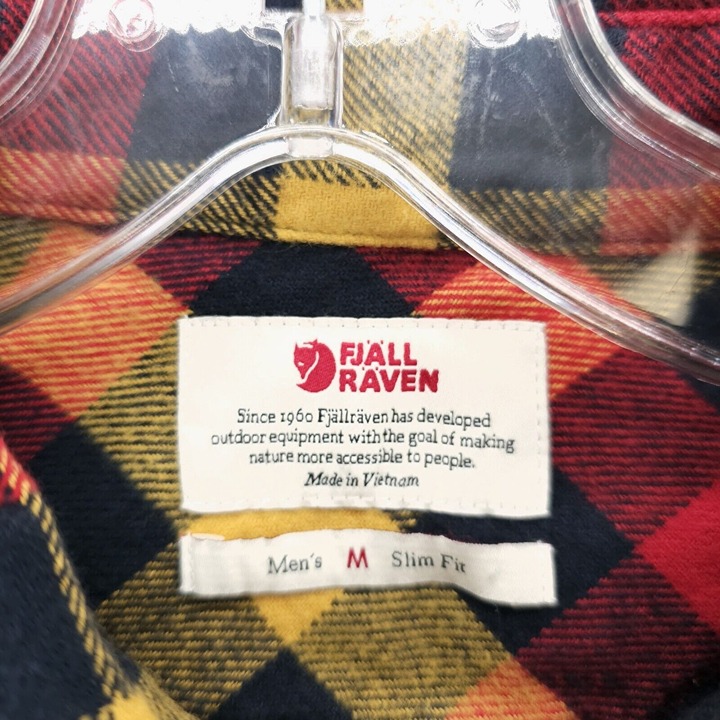 FJÄLL
RÄVEN
Since 1960 Fjällräven has developed
outdoor equipment with the goal of making
nature more accessible to people.
Made in Vietnam
Men's M Slim Fit